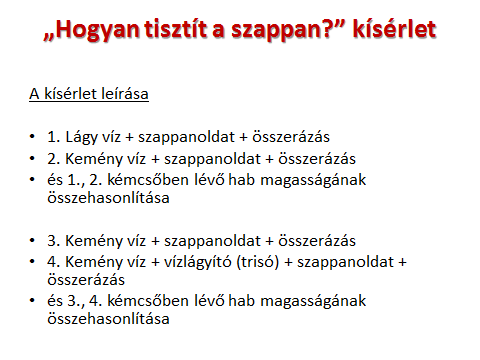 „Hogyan tisztít a szappan?” kísérlet
A kísérlet leírása
• 1. Lágy víz + szappanoldat + összerázás
• 2. Kemény víz + szappanoldat + összerázás
• és 1., 2. kémcsőben lévő hab magasságának
összehasonlítása
• 3. Kemény víz + szappanoldat + összerázás
• 4. Kemény víz + vízlágyító (trisó) + szappanoldat +
összerázás
• és 3., 4. kémcsőben lévő hab magasságának
összehasonlítása